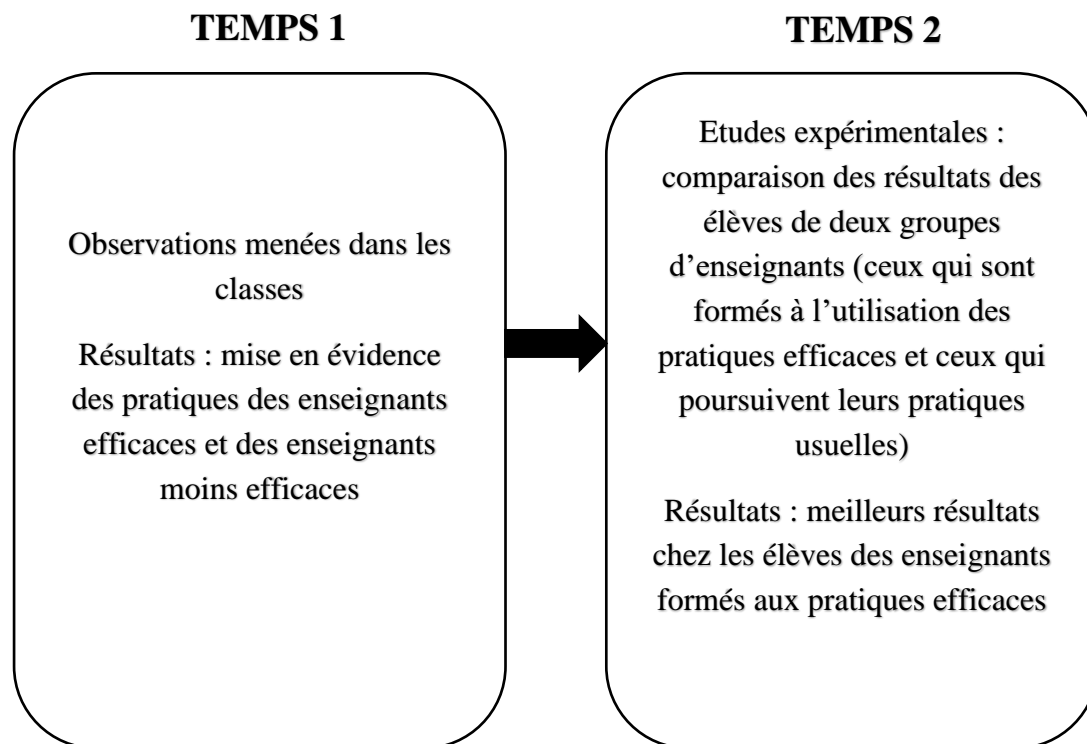 TEMPS 1
Observations menées dans les
classes
Résultats : mise en évidence
des pratiques des enseignants
efficaces et des enseignants
moins efficaces
TEMPS 2
Etudes expérimentales :
comparaison des résultats des
élèves de deux groupes
d’enseignants (ceux qui sont
formés à l’utilisation des
pratiques efficaces et ceux qui
poursuivent leurs pratiques
usuelles)
Résultats : meilleurs résultats
chez les élèves des enseignants
formés aux pratiques efficaces